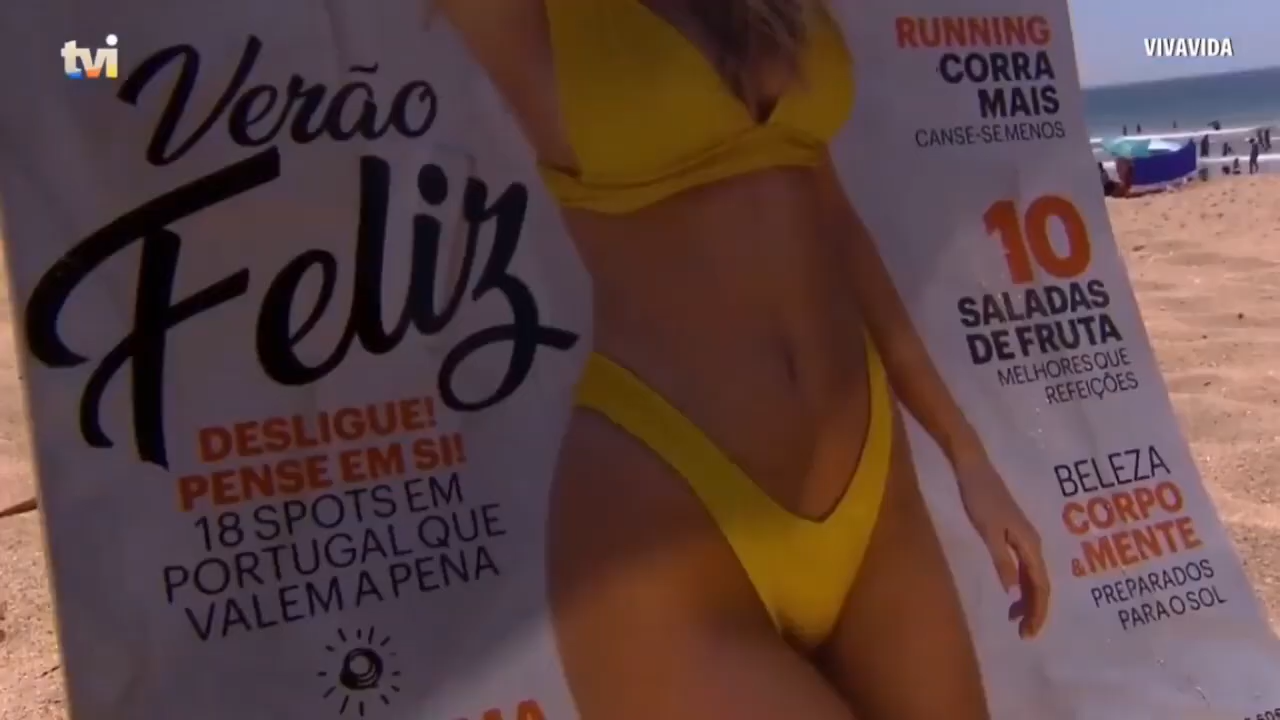 tvi
VIVAVIDA
Verão
Feliz
DESLIGUE!
PENSE EM SI!
18 SPOTS EM
PORTUGAL QUE
VALEM A PENA
RUNNING
CORRA
MAIS
CANSE-SE MENOS
10
SALADAS
DE FRUTA
MELHORES QUE
REFEIÇÕES
BELEZA
CORPO
&MENTE
PREPARADOS
PARA O SOL